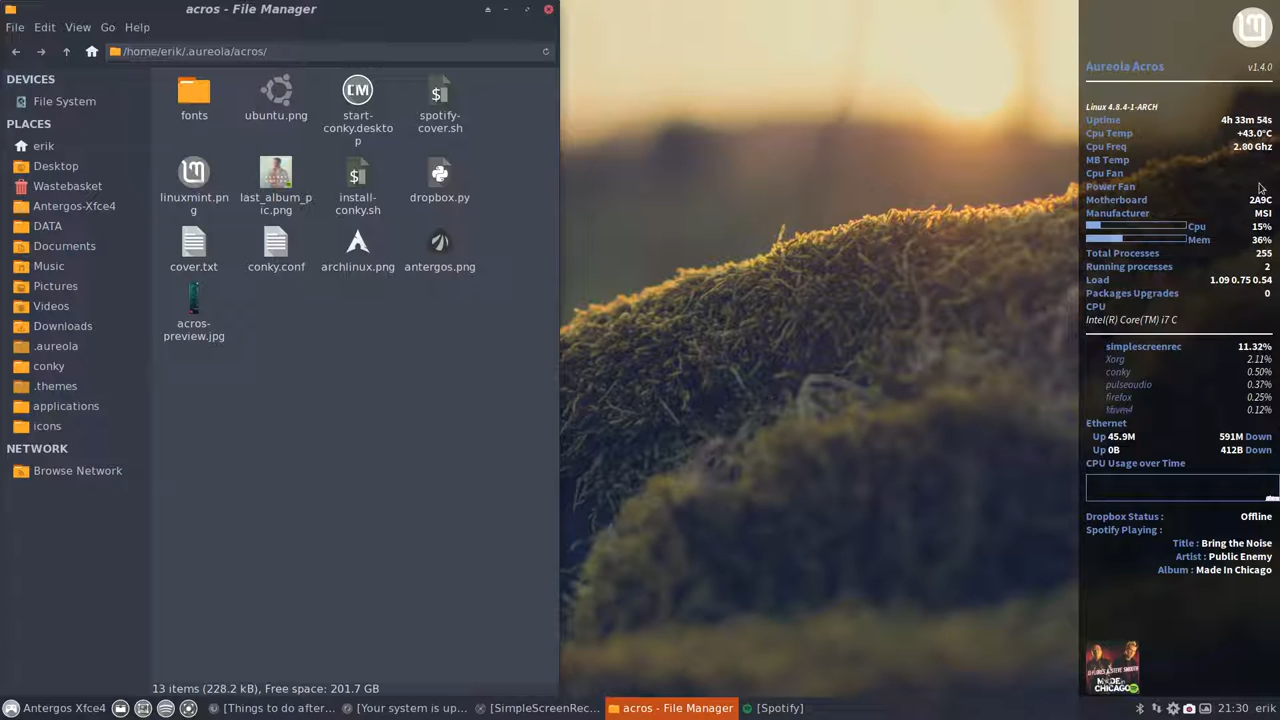 acros - File Manager
File Edit View Go Help
/home/erik/.aureola/acros/
DEVICES
File System
PLACES
erik
Desktop
Wastebasket
Antergos-Xfce4
DATA
Documents
Music
Pictures
Videos
Downloads
.aureola
conky
.themes
applications
icons
NETWORK
Browse Network
fonts
ubuntu.png
start-
conky.deskto
p
spotify-
cover.sh
linuxmint.pn
g
last_album_p
ic.png
install-
conky.sh
dropbox.py
cover.txt
conky.conf
archlinux.png
antergos.png
acros-
preview.jpg
13 items (228.2 kB), Free space: 201.7 GB
Aureola Acros v1.4.0
Linux 4.8.4-1-ARCH
Uptime 4h 33m 54s
Cpu Temp +43.0°C
Cpu Freq 2.80 Ghz
MB Temp
Cpu Fan
Power Fan
Motherboard 2A9C
Manufacturer MSI
Cpu 15%
Mem 36%
Total Processes 255
Running processes 2
Load 1.09 0.75 0.54
Packages Upgrades 0
CPU
Intel(R) Core(TM) i7 C
simplescreenrec 11.32%
Xorg 2.11%
conky 0.50%
pulseaudio 0.37%
firefox 0.25%
0.12%
Ethernet
Up 45.9M 591M Down
Up 0B 412B Down
CPU Usage over Time
Dropbox Status : Offline
Spotify Playing :
Title : Bring the Noise
Artist : Public Enemy
Album : Made In Chicago
MADE IN
CHICAGO
Antergos Xfce4 [Things to do after... [Your system is up... [SimpleScreenRec... acros - File Manager [Spotify] 21:30 erik